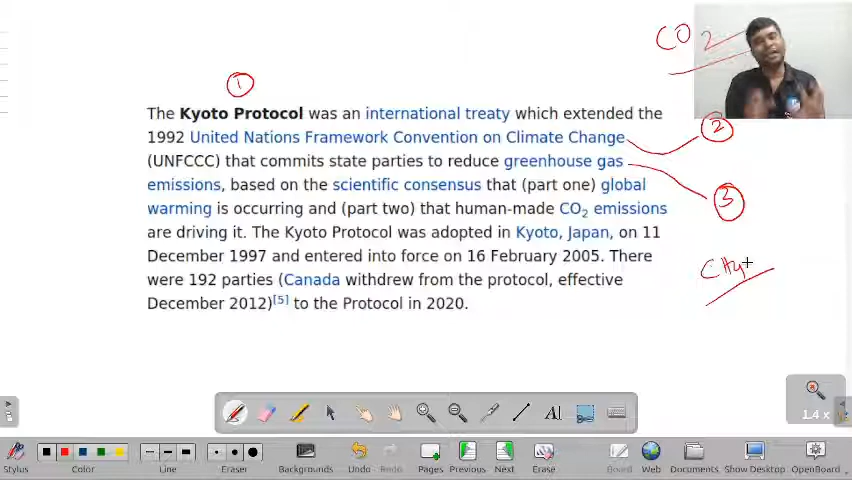 CO2
1
The Kyoto Protocol was an international treaty which extended the
1992 United Nations Framework Convention on Climate Change
2
(UNFCCC) that commits state parties to reduce greenhouse gas
emissions, based on the scientific consensus that (part one) global
3
warming is occurring and (part two) that human-made CO2 emissions
are driving it. The Kyoto Protocol was adopted in Kyoto, Japan, on 11
December 1997 and entered into force on 16 February 2005. There
CH4
were 192 parties (Canada withdrew from the protocol, effective
December 2012)[5] to the Protocol in 2020.
1.4 x
AI
Stylus Color Line Eraser Backgrounds Undo Redo Pages Previous Next Erase Board Web Documents Show Desktop OpenBoard